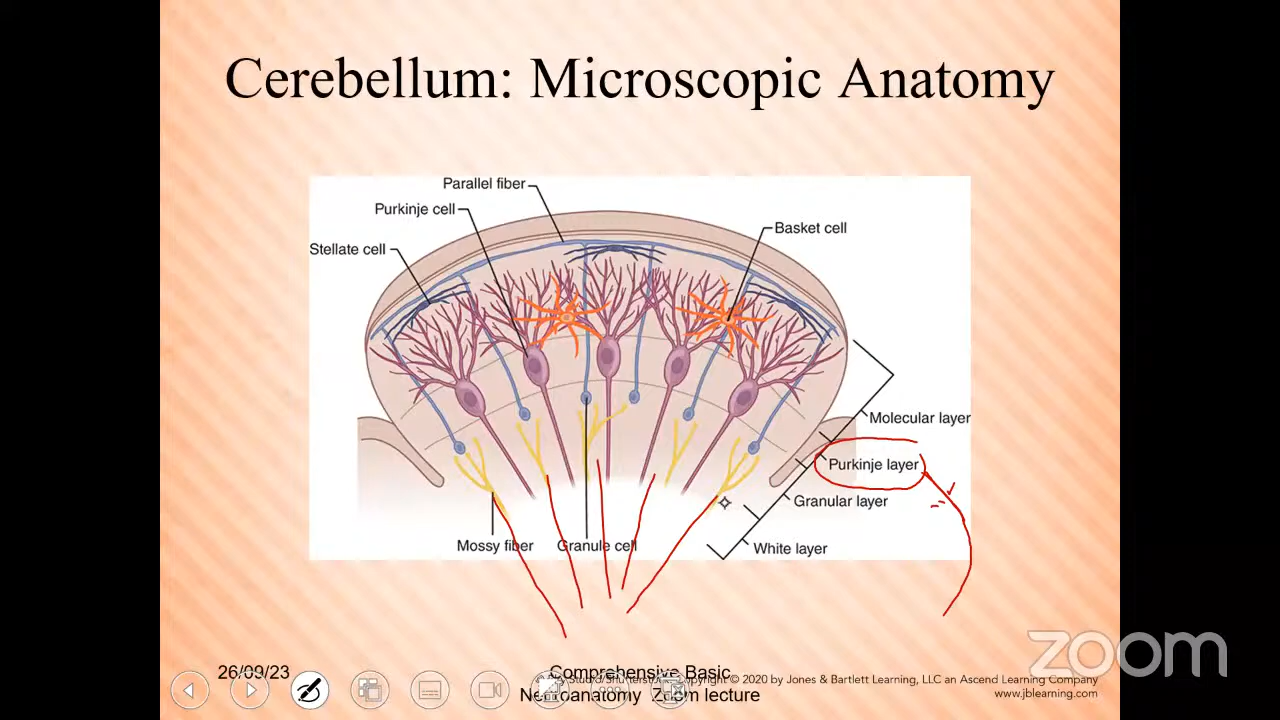 Cerebellum: Microscopic Anatomy
Parallel fiber
Purkinje cell
Basket cell
Stellate cell
Molecular layer
Purkinje layer
Granular layer
Mossy fiber
Granule cell
White layer
zoom
26/09/23
Comprehensive Basic
Neuroanatomy Zoom lecture
Copyright © 2020 by Jones & Bartlett Learning, LLC an Ascend Learning Company
www.jblearning.com